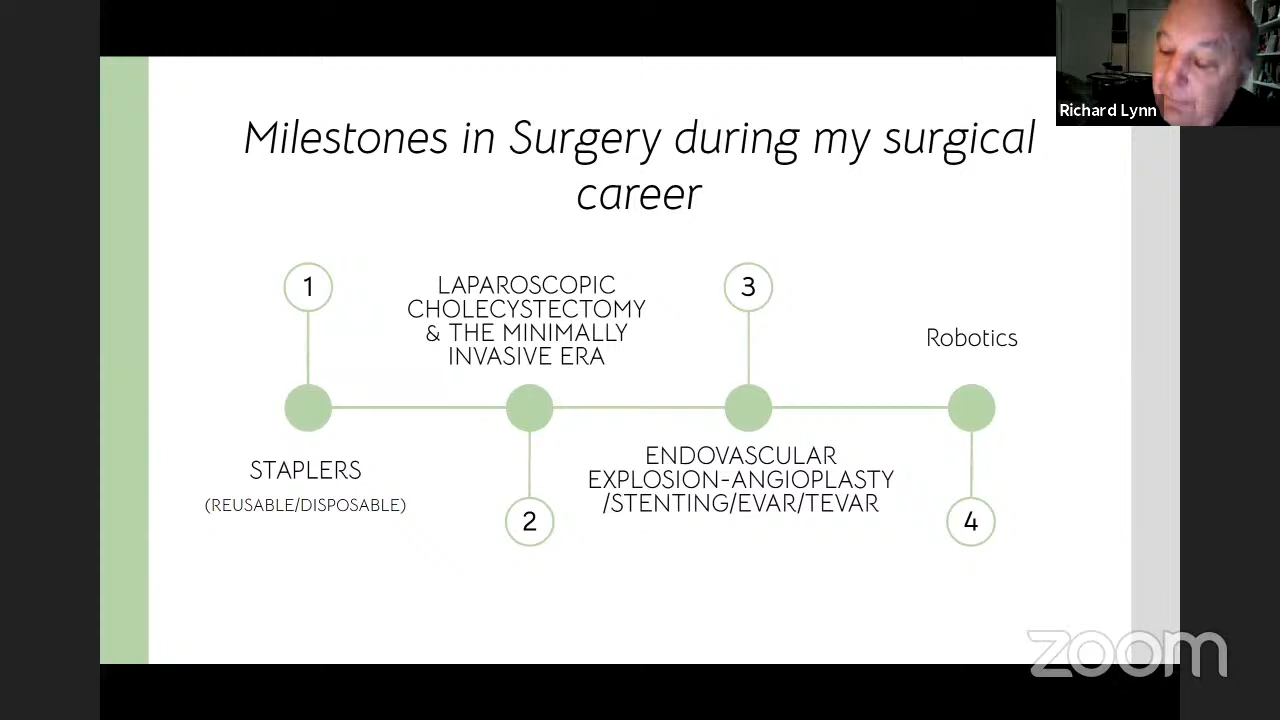 Richard Lynn
Milestones in Surgery during my surgical
career
1
LAPAROSCOPIC
CHOLECYSTECTOMY
& THE MINIMALLY
INVASIVE ERA
3
Robotics
STAPLERS
(REUSABLE/DISPOSABLE)
2
ENDOVASCULAR
EXPLOSION-ANGIOPLASTY
/STENTING/EVAR/TEVAR
4
zoom